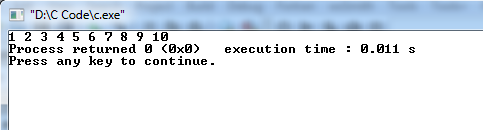 "D:\C Code\c.exe"
1 2 3 4 5 6 7 8 9 10
Process returned 0 (0x0)   execution time : 0.011 s
Press any key to continue.